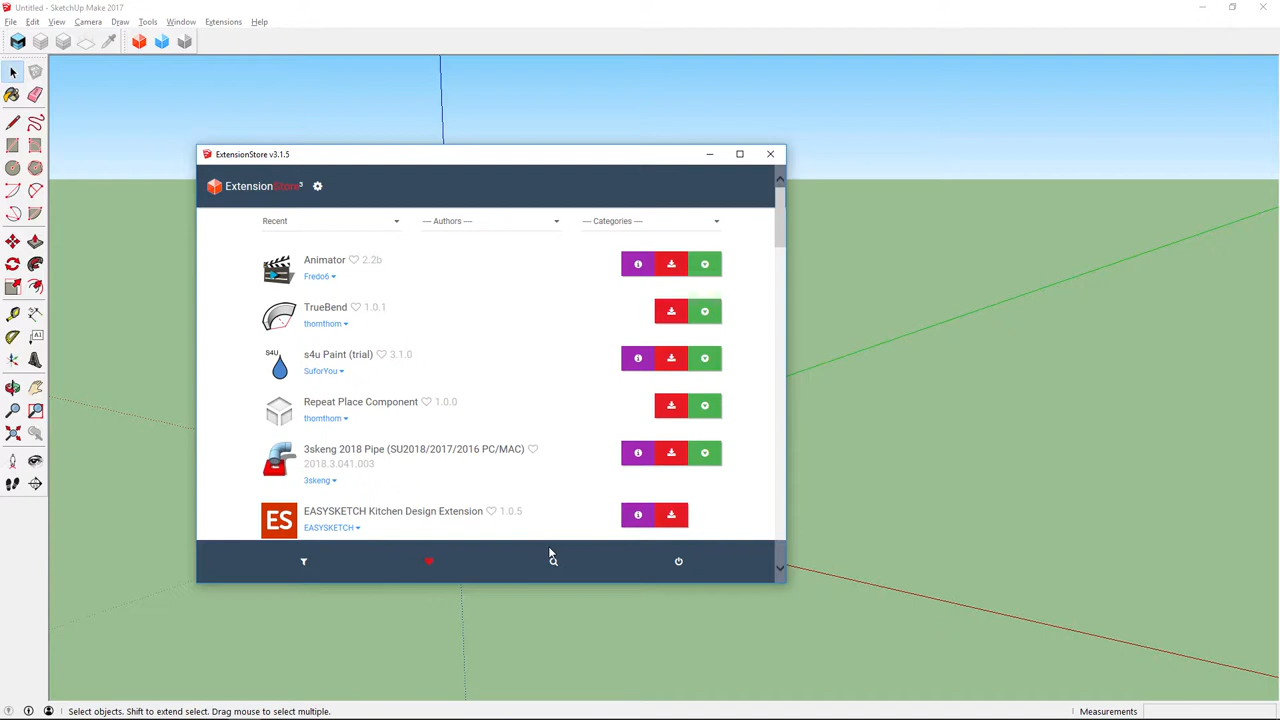 Untitled - SketchUp Make 2017
File Edit View Camera Draw Tools Window Extensions Help
ExtensionStore v3.1.5
ExtensionStore³
Recent --- Authors --- --- Categories ---
Animator 2.2b
Fredo6
TrueBend 1.0.1
thomthom
s4u Paint (trial) 3.1.0
S4U
SuforYou
Repeat Place Component 1.0.0
thomthom
3skeng 2018 Pipe (SU2018/2017/2016 PC/MAC)
2018.3.041.003
3skeng
EASYSKETCH Kitchen Design Extension 1.0.5
ES
EASYSKETCH
Select objects. Shift to extend select. Drag mouse to select multiple.
Measurements